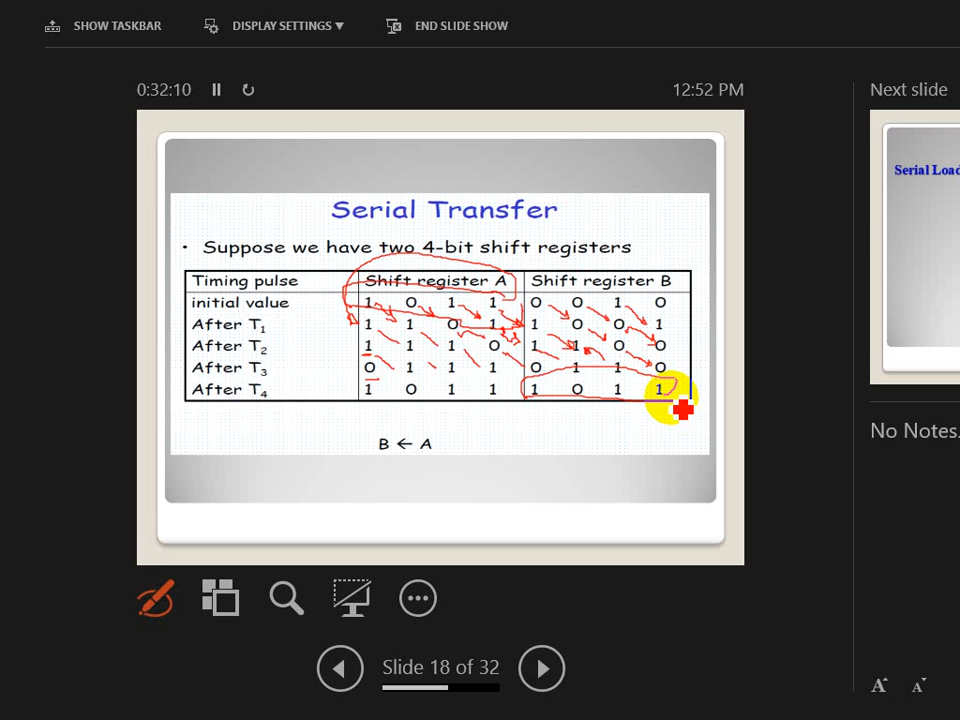 SHOW TASKBAR DISPLAY SETTINGS ▼ END SLIDE SHOW
0:32:10 12:52 PM Next slide
Serial Load
Serial Transfer
• Suppose we have two 4-bit shift registers
Timing pulse Shift register A Shift register B
initial value 1 0 1 1 0 0 1 0
After T1 1 1 0 1 1 0 0 1
After T2 1 1 1 0 1 1 0 0
After T3 0 1 1 1 0 1 1 0
After T4 1 0 1 1 1 0 1 1
B ← A
No Notes.
Slide 18 of 32
A A